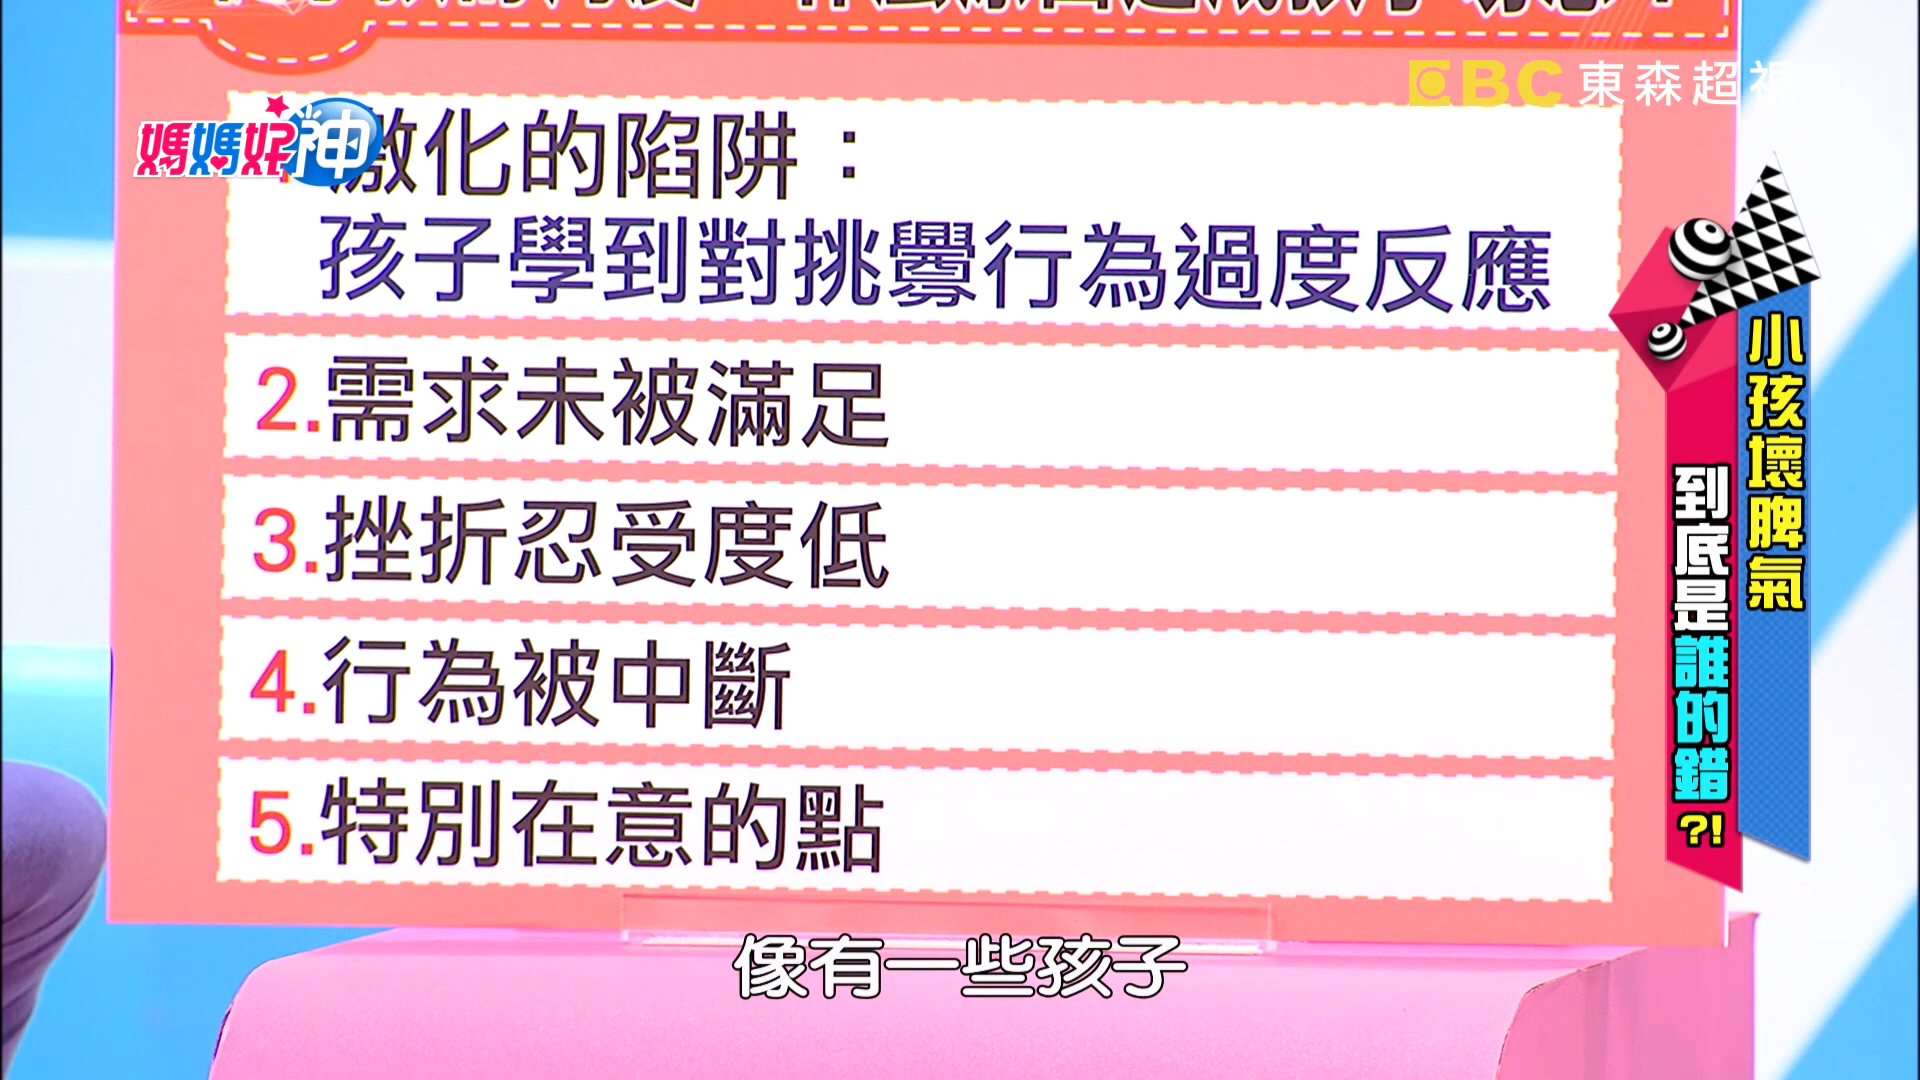 EBC 東森超視
媽媽好神
激化的陷阱：
孩子學到對挑釁行為過度反應
2.需求未被滿足
3.挫折忍受度低
4.行為被中斷
5.特別在意的點
小孩壞脾氣
到底是誰的錯?!
像有一些孩子